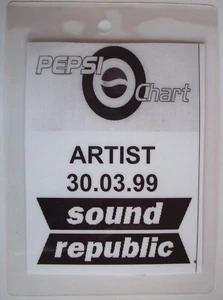 PEPSI
Chart
ARTIST
30.03.99
sound
republic